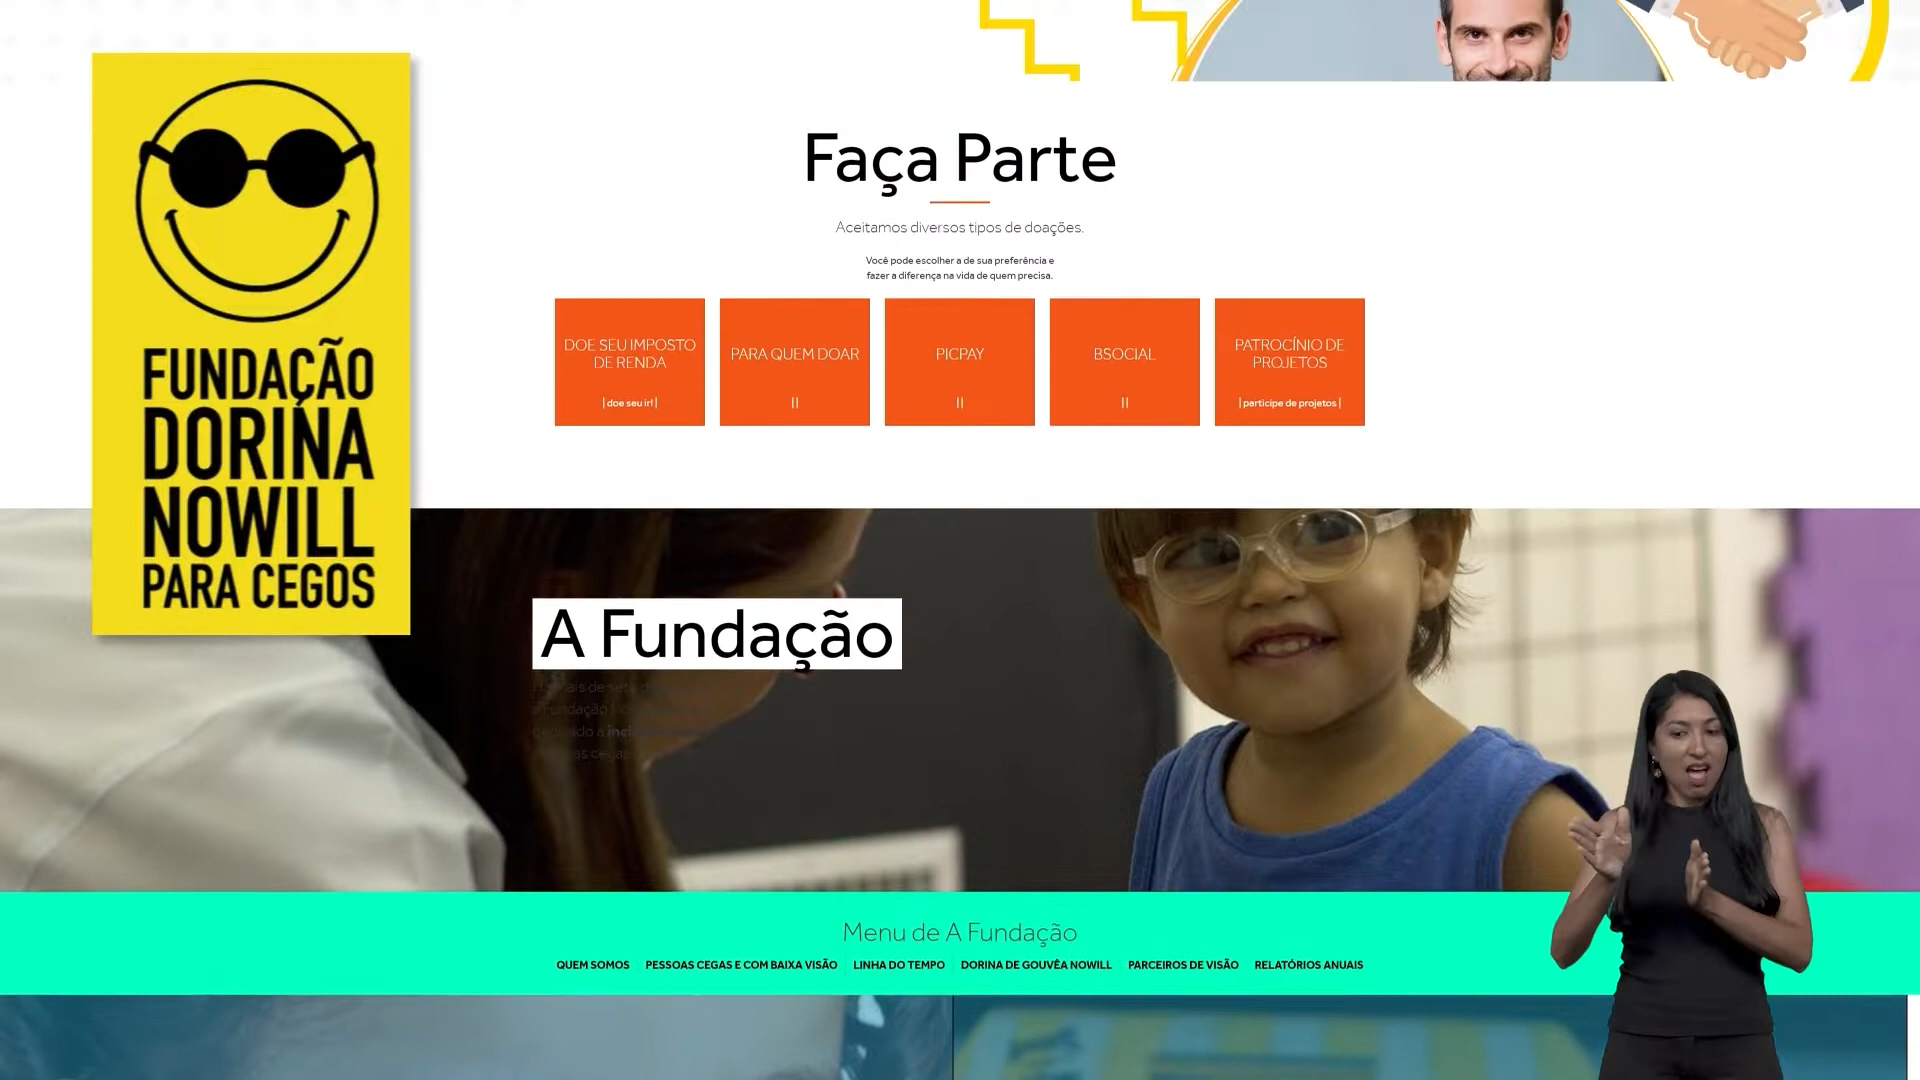 FUNDAÇÃO
DORINA
NOWILL
PARA CEGOS
Faça Parte
Aceitamos diversos tipos de doações.
Você pode escolher a de sua preferência e
fazer a diferença na vida de quem precisa.
DOE SEU IMPOSTO
DE RENDA
| doe seu ir! |
PARA QUEM DOAR
||
PICPAY
||
BSOCIAL
||
PATROCÍNIO DE
PROJETOS
| participe de projetos |
A Fundação
Menu de A Fundação
QUEM SOMOS PESSOAS CEGAS E COM BAIXA VISÃO LINHA DO TEMPO DORINA DE GOUVÊA NOWILL PARCEIROS DE VISÃO RELATÓRIOS ANUAIS